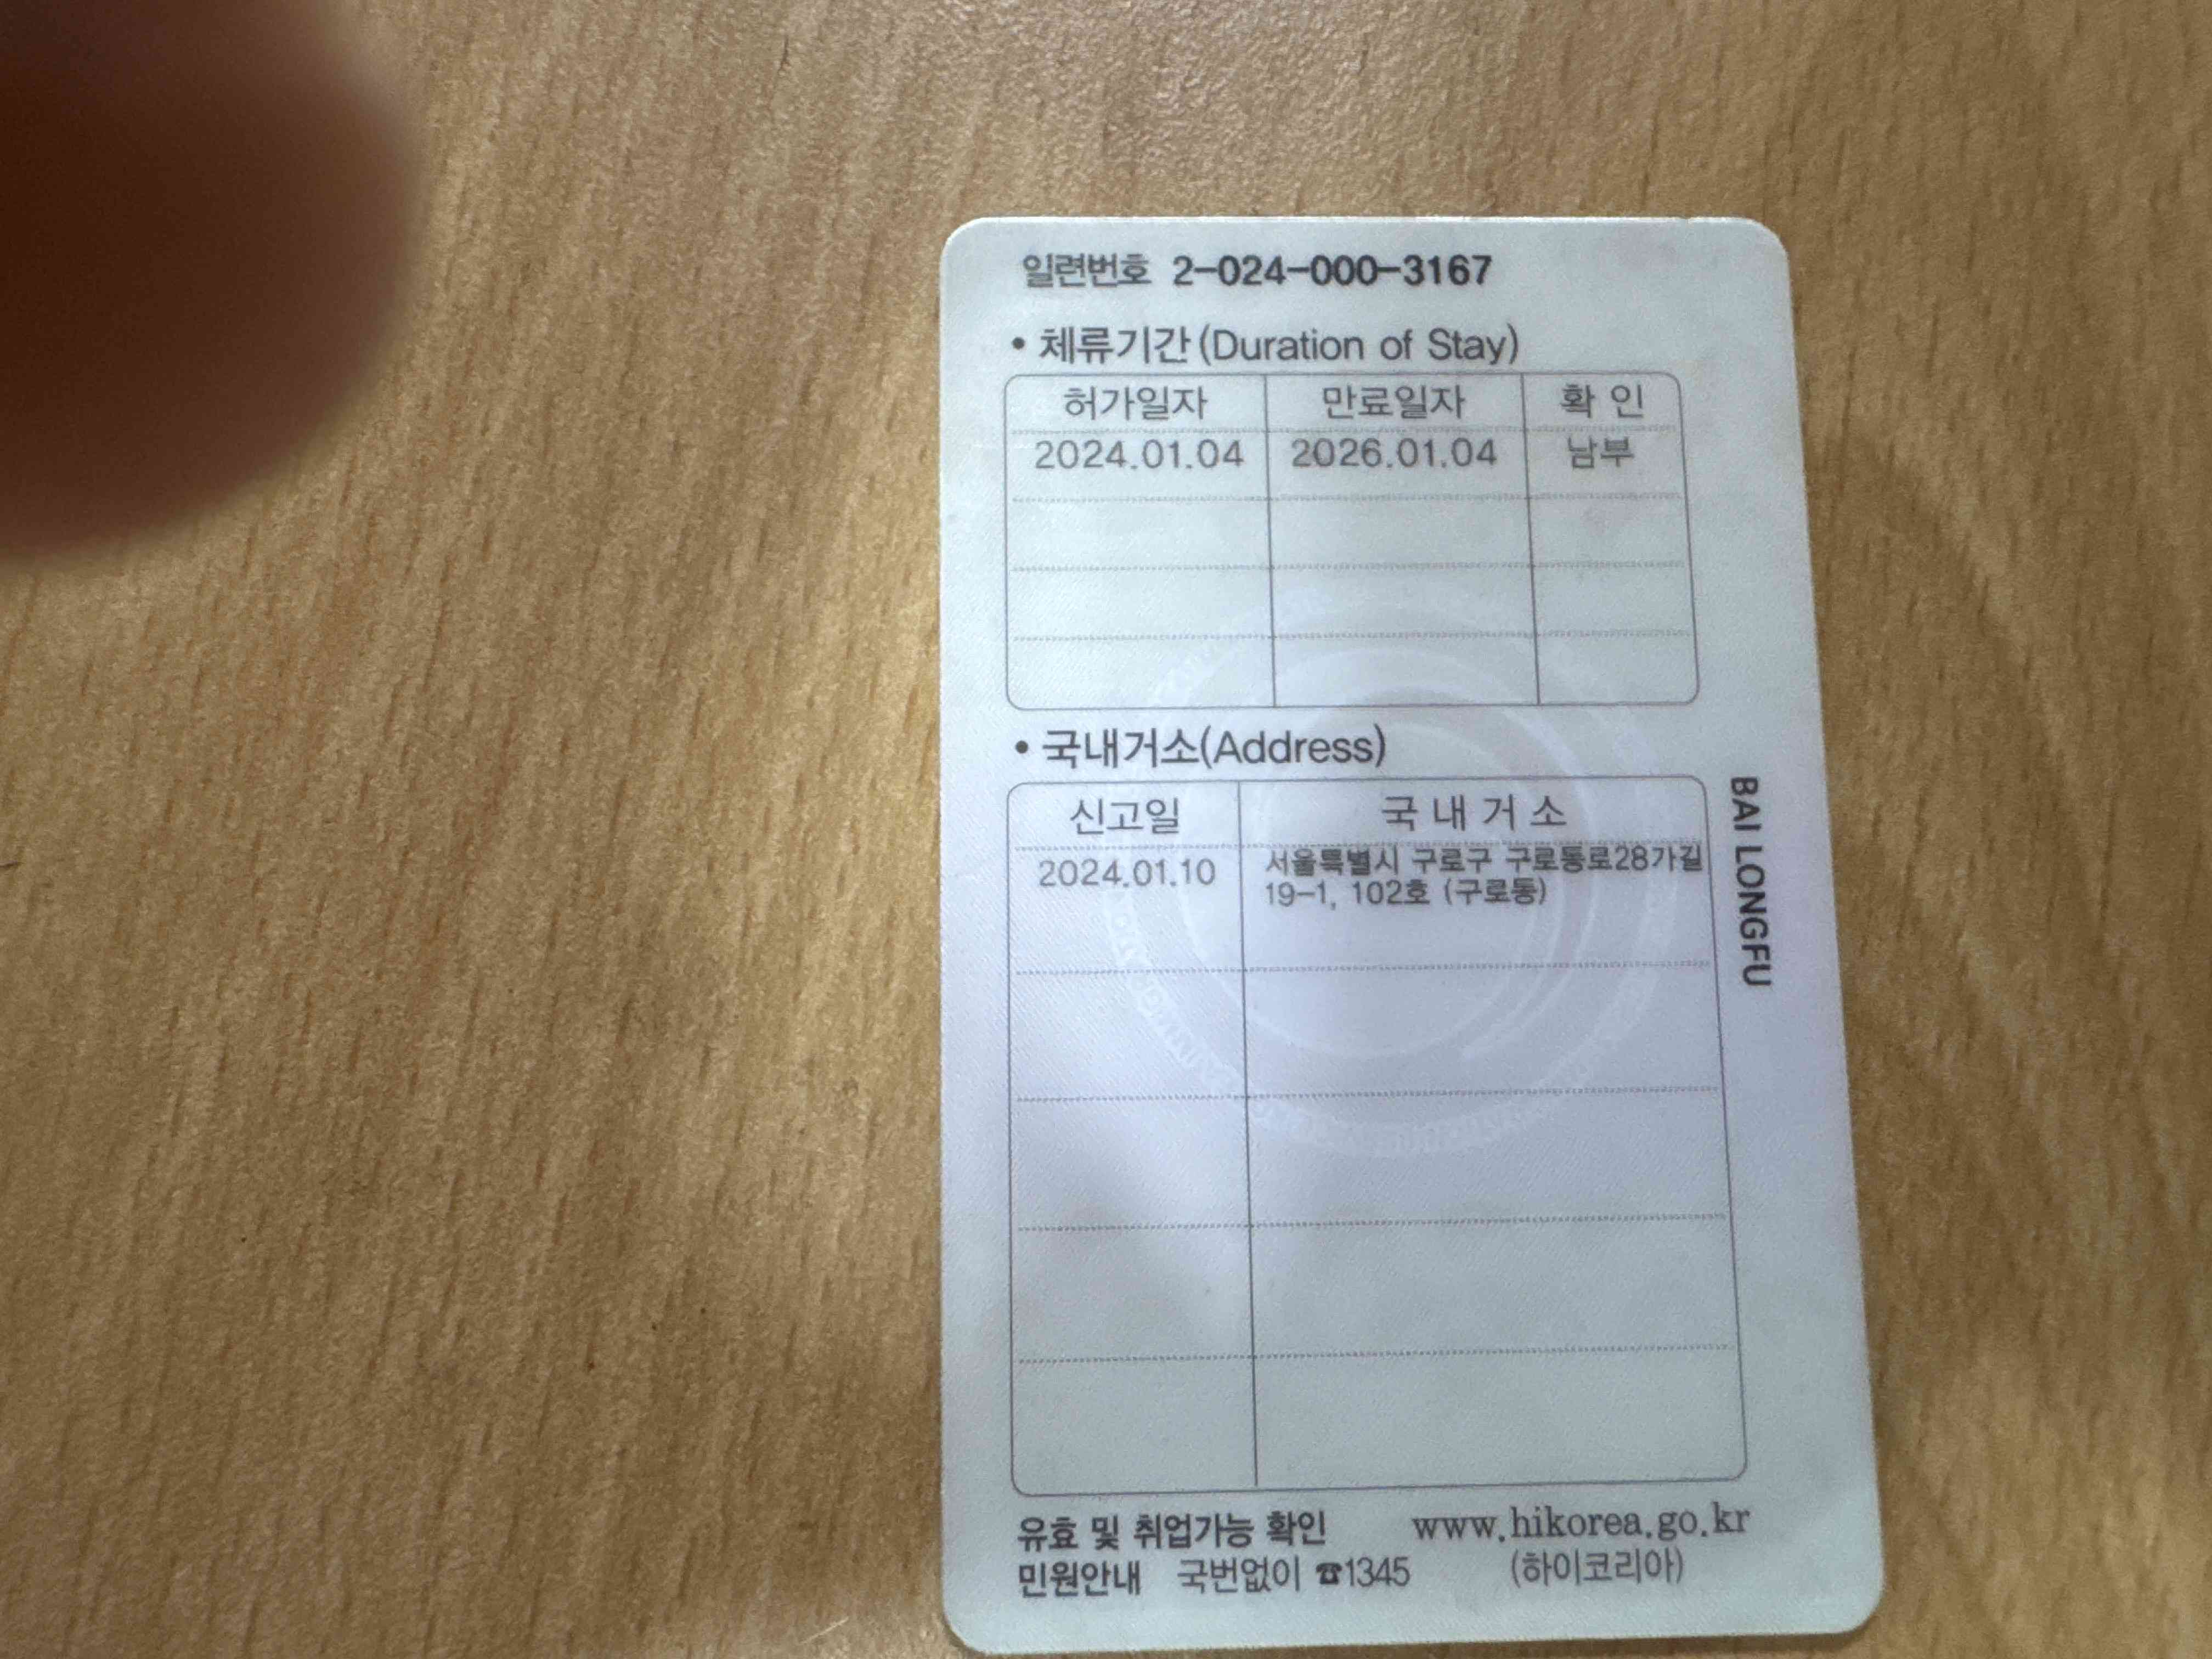 일련번호 2-024-000-3167
• 체류기간(Duration of Stay)
허가일자 만료일자 확 인
2024.01.04 2026.01.04 남부
• 국내거소(Address)
신고일 국 내 거 소
2024.01.10 서울특별시 구로구 구로동로28가길
19-1, 102호 (구로동)
BAI LONGFU
유효 및 취업가능 확인 www.hikorea.go.kr
민원안내 국번없이 ☎1345 (하이코리아)